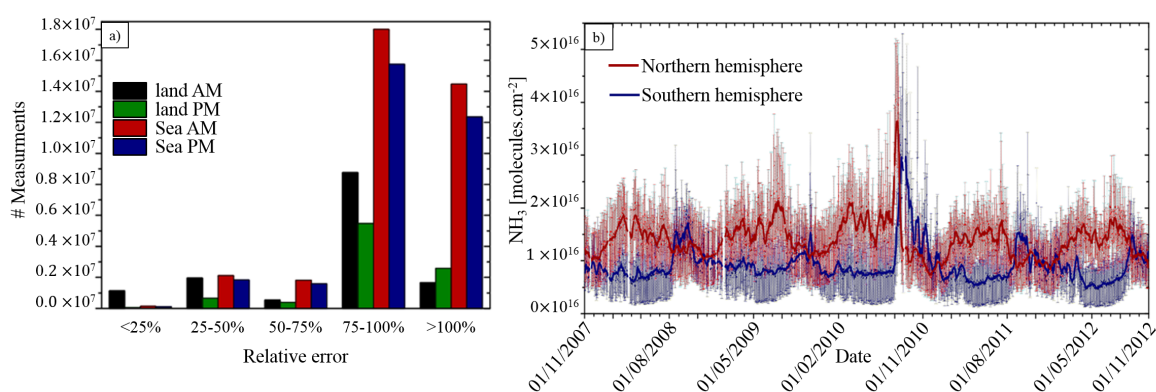 a)
# Measurments
1.8×10⁷
1.6×10⁷
1.4×10⁷
1.2×10⁷
1.8×10⁷
0.8 ×10⁷
0.6 ×10⁷
0.4 ×10⁷
0.2 ×10⁷
0.0 ×10⁷
land AM
land PM
Sea AM
Sea PM
<25%
25-50%
50-75%
75-100%
>100%
Relative error
b)
NH₃ [molecules.cm⁻²]
5×10¹⁶
4×10¹⁶
3×10¹⁶
2×10¹⁶
1 ×10¹⁶
0×10¹⁶
Northern hemisphere
Southern hemisphere
01/11/2007
01/08/2008
01/05/2009
01/02/2010
01/11/2010
01/08/2011
01/05/2012
01/11/2012
Date